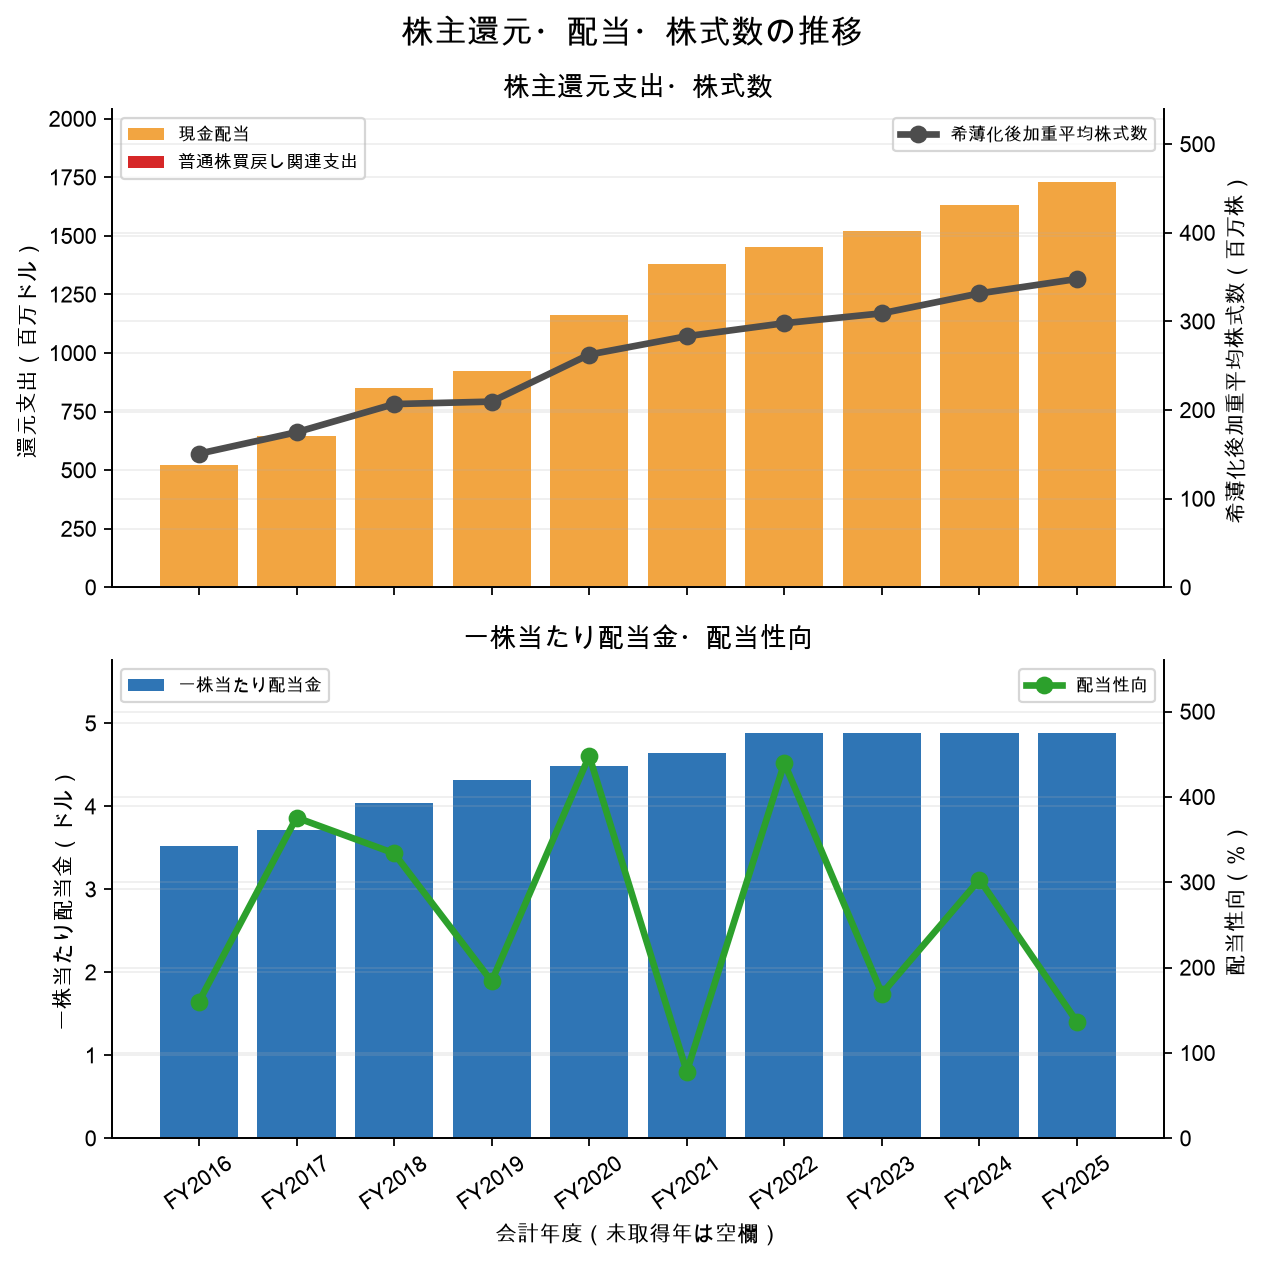 株主還元・配当・株式数の推移
株主還元支出・株式数
現金配当
普通株買戻し関連支出
希薄化後加重平均株式数
還元支出(百万ドル)
2000
1750
1500
1250
1000
750
500
250
0
500
400
300
200
100
0
希薄化後加重平均株式数(百万株)
一株当たり配当金・配当性向
一株当たり配当金
配当性向
一株当たり配当金(ドル)
5
4
3
2
1
0
500
400
300
200
100
0
配当性向(%)
FY2016
FY2017
FY2018
FY2019
FY2020
FY2021
FY2022
FY2023
FY2024
FY2025
会計年度(未取得年は空欄)